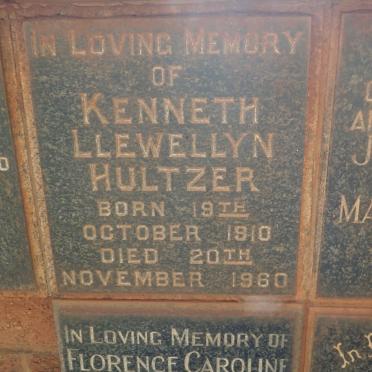 In Loving Memory
of
Kenneth
Llewellyn
Hultzer
born 19TH
October 1910
died 20TH
November 1960
In Loving Memory of
Florence Caroline
In